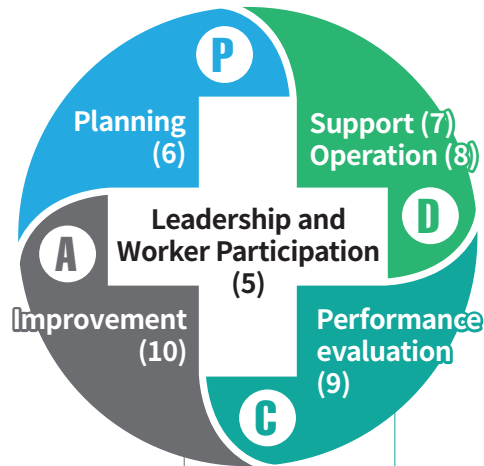 P
Planning
(6)
Support (7)
Operation (8)
D
Leadership and
Worker Participation
(5)
A
Improvement
(10)
Performance
evaluation
(9)
C